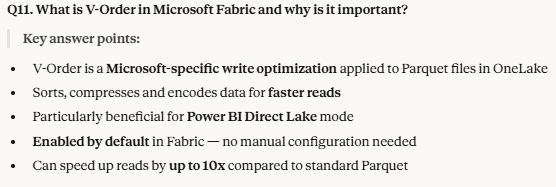 Q11. What is V-Order in Microsoft Fabric and why is it important?
Key answer points:
• V-Order is a Microsoft-specific write optimization applied to Parquet files in OneLake
• Sorts, compresses and encodes data for faster reads
• Particularly beneficial for Power BI Direct Lake mode
• Enabled by default in Fabric — no manual configuration needed
• Can speed up reads by up to 10x compared to standard Parquet